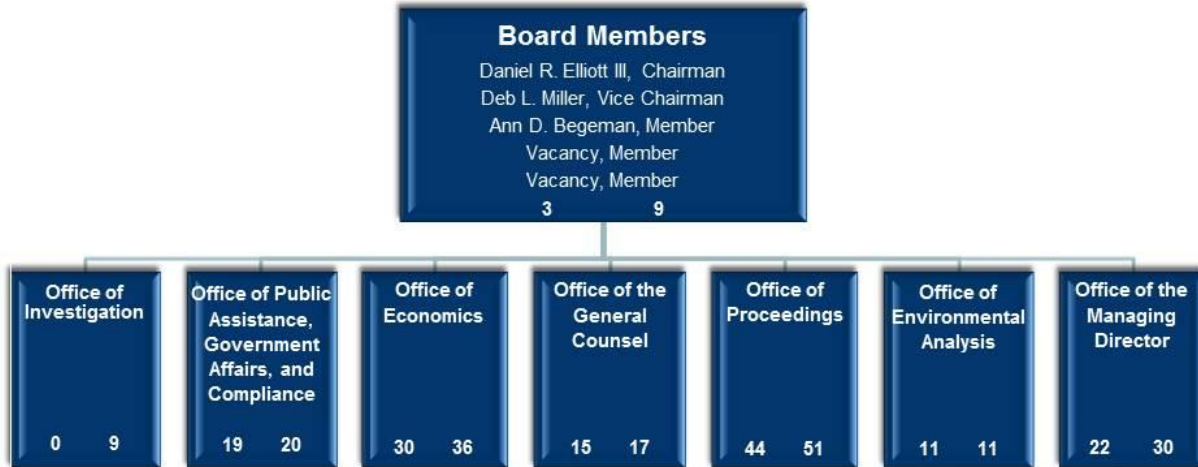 Board Members
Daniel R. Elliott III, Chairman
Deb L. Miller, Vice Chairman
Ann D. Begeman, Member
Vacancy, Member
Vacancy, Member
3 9
Office of
Investigation
0 9
Office of Public
Assistance,
Government
Affairs, and
Compliance
19 20
Office of
Economics
30 36
Office of the
General
Counsel
15 17
Office of
Proceedings
44 51
Office of
Environmental
Analysis
11 11
Office of the
Managing
Director
22 30